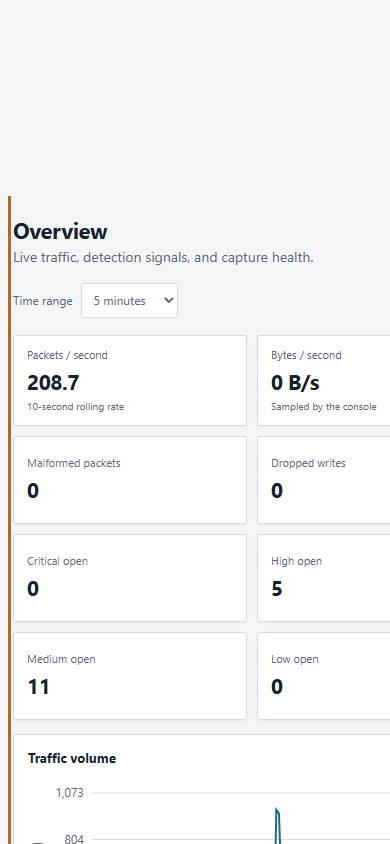 Overview
Live traffic, detection signals, and capture health.
Time range 5 minutes
Packets / second
208.7
10-second rolling rate
Bytes / second
0 B/s
Sampled by the console
Malformed packets
0
Dropped writes
0
Critical open
0
High open
5
Medium open
11
Low open
0
Traffic volume
1,073
804